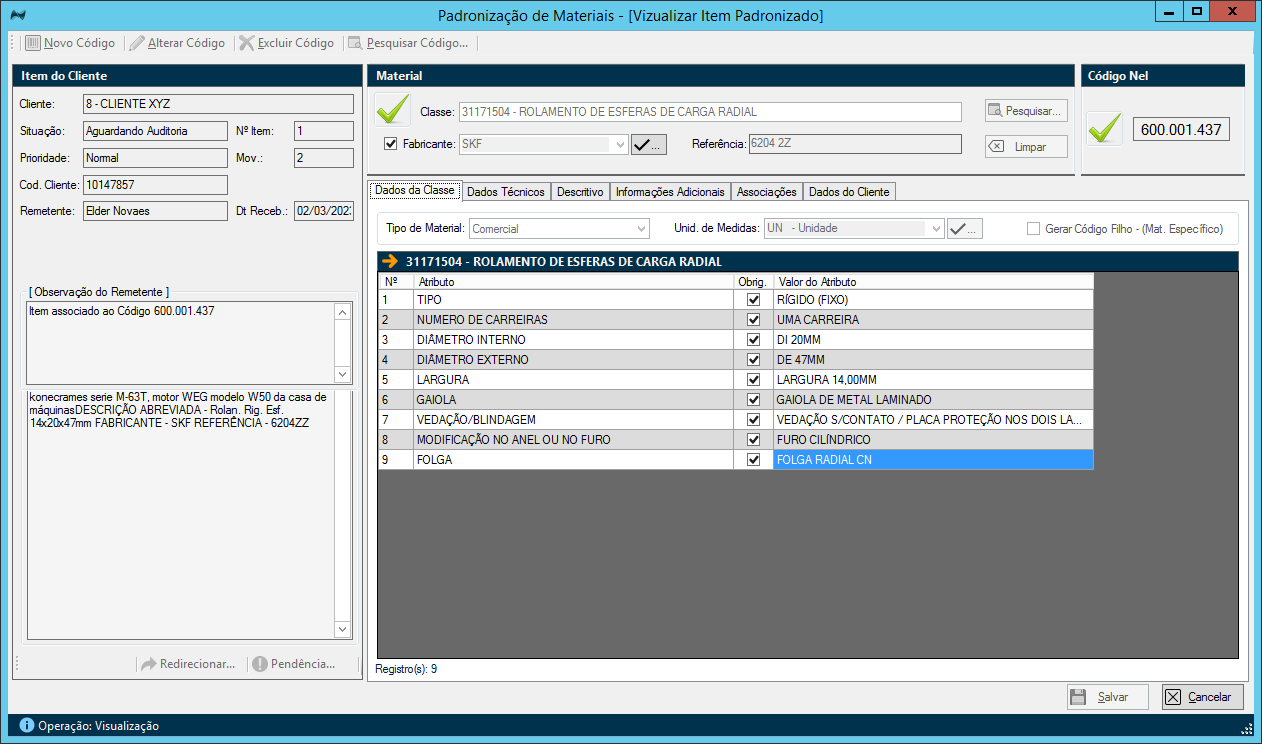 Padronização de Materiais - [Vizualizar Item Padronizado]
Novo Código Alterar Código Excluir Código Pesquisar Código...
Item do Cliente
Cliente: 8 - CLIENTE XYZ
Situação: Aguardando Auditoria Nº Item: 1
Prioridade: Normal Mov.: 2
Cod. Cliente: 10147857
Remetente: Elder Novaes Dt Receb.: 02/03/202
[ Observação do Remetente ]
Item associado ao Código 600.001.437
konecrames serie M-63T, motor WEG modelo W50 da casa de
máquinasDESCRIÇÃO ABREVIADA - Rolan. Rig. Esf.
14x20x47mm FABRICANTE - SKF REFERÊNCIA - 6204ZZ
Redirecionar... Pendência...
Material
Classe: 31171504 - ROLAMENTO DE ESFERAS DE CARGA RADIAL Pesquisar...
Fabricante: SKF ... Referência: 6204 2Z Limpar
Código Nel
600.001.437
Dados da Classe Dados Técnicos Descritivo Informações Adicionais Associações Dados do Cliente
Tipo de Material: Comercial Unid. de Medidas: UN - Unidade ... Gerar Código Filho - (Mat. Específico)
31171504 - ROLAMENTO DE ESFERAS DE CARGA RADIAL
Nº Atributo Obrig. Valor do Atributo
1 TIPO RÍGIDO (FIXO)
2 NUMERO DE CARREIRAS UMA CARREIRA
3 DIÂMETRO INTERNO DI 20MM
4 DIÂMETRO EXTERNO DE 47MM
5 LARGURA LARGURA 14,00MM
6 GAIOLA GAIOLA DE METAL LAMINADO
7 VEDAÇÃO/BLINDAGEM VEDAÇÃO S/CONTATO / PLACA PROTEÇÃO NOS DOIS LA...
8 MODIFICAÇÃO NO ANEL OU NO FURO FURO CILÍNDRICO
9 FOLGA FOLGA RADIAL CN
Registro(s): 9
Salvar Cancelar
Operação: Visualização